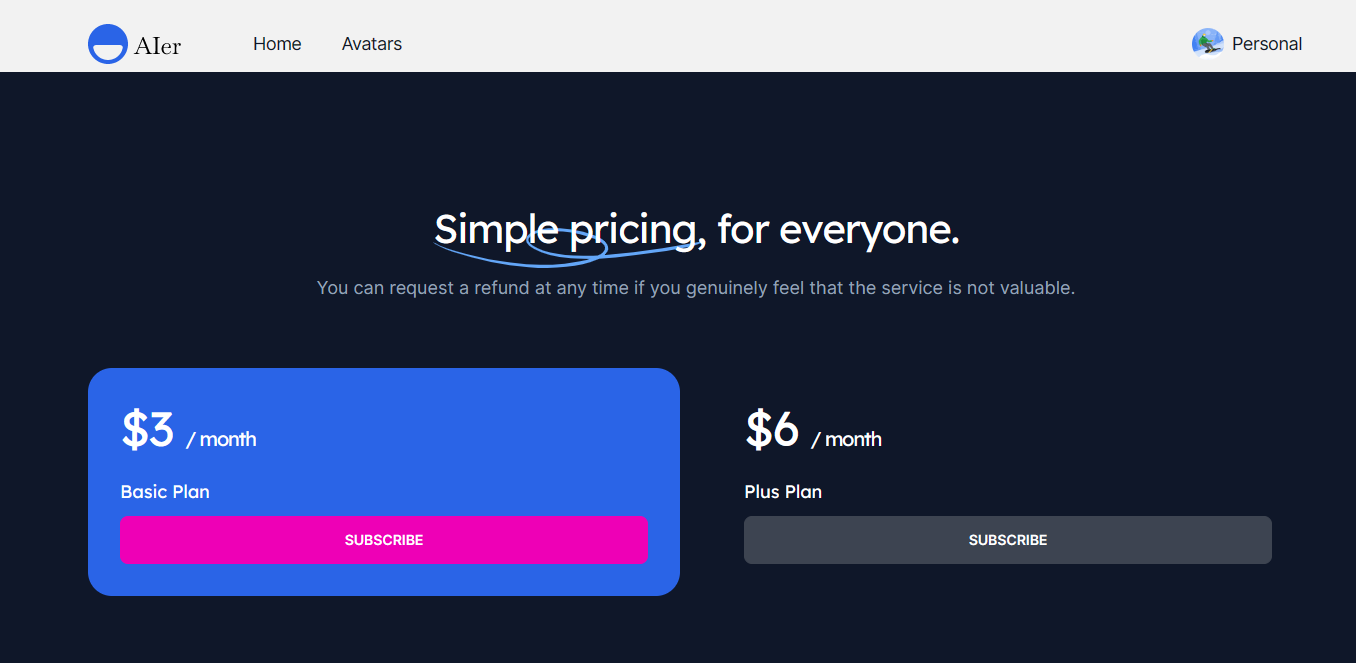 AIer
Home
Avatars
Personal
Simple pricing, for everyone.
You can request a refund at any time if you genuinely feel that the service is not valuable.
$3 / month
Basic Plan
SUBSCRIBE
$6 / month
Plus Plan
SUBSCRIBE